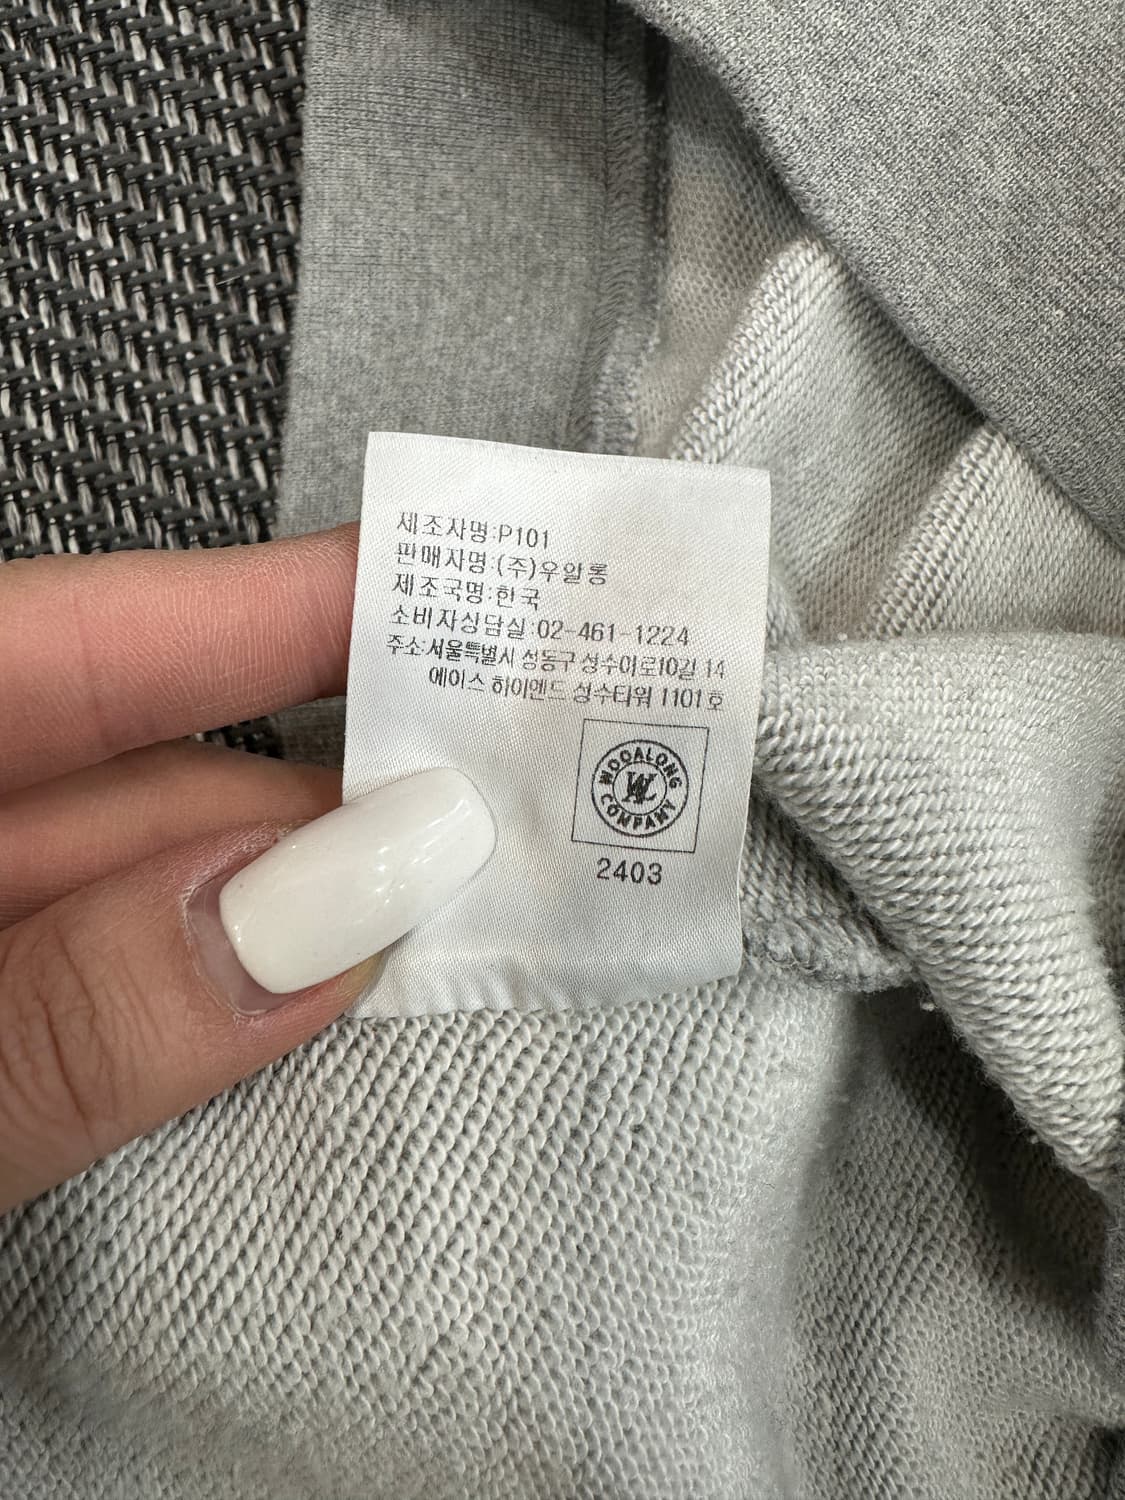 제조자명:P101
판매자명:(주)우알롱
제조국명:한국
소비자상담실:02-461-1224
주소:서울특별시 성동구 성수이로10길 14
에이스 하이엔드 성수타워 1101호
WOOALONG
WL
COMPANY
2403